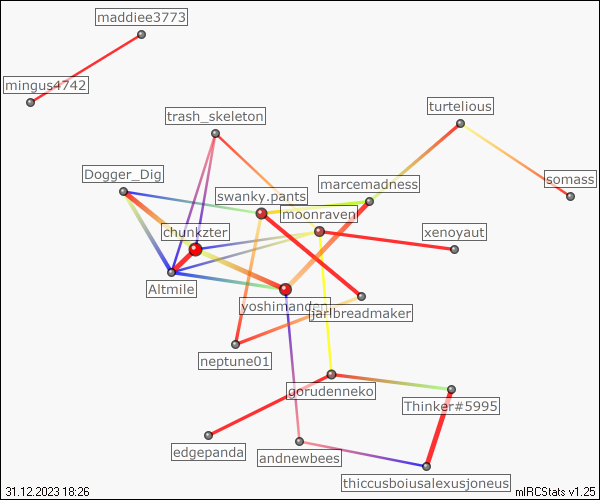 maddiee3773
mingus4742
turtelious
trash_skeleton
Dogger_Dig
marcemadness
somass
swanky.pants
moonraven
chunkzter
xenoyaut
Altmile
jarlbreadmaker
neptune01
gorudenneko
Thinker#5995
edgepanda
andnewbees
thiccusboiusalexusjoneus
31.12.2023 18:26
mIRCStats v1.25